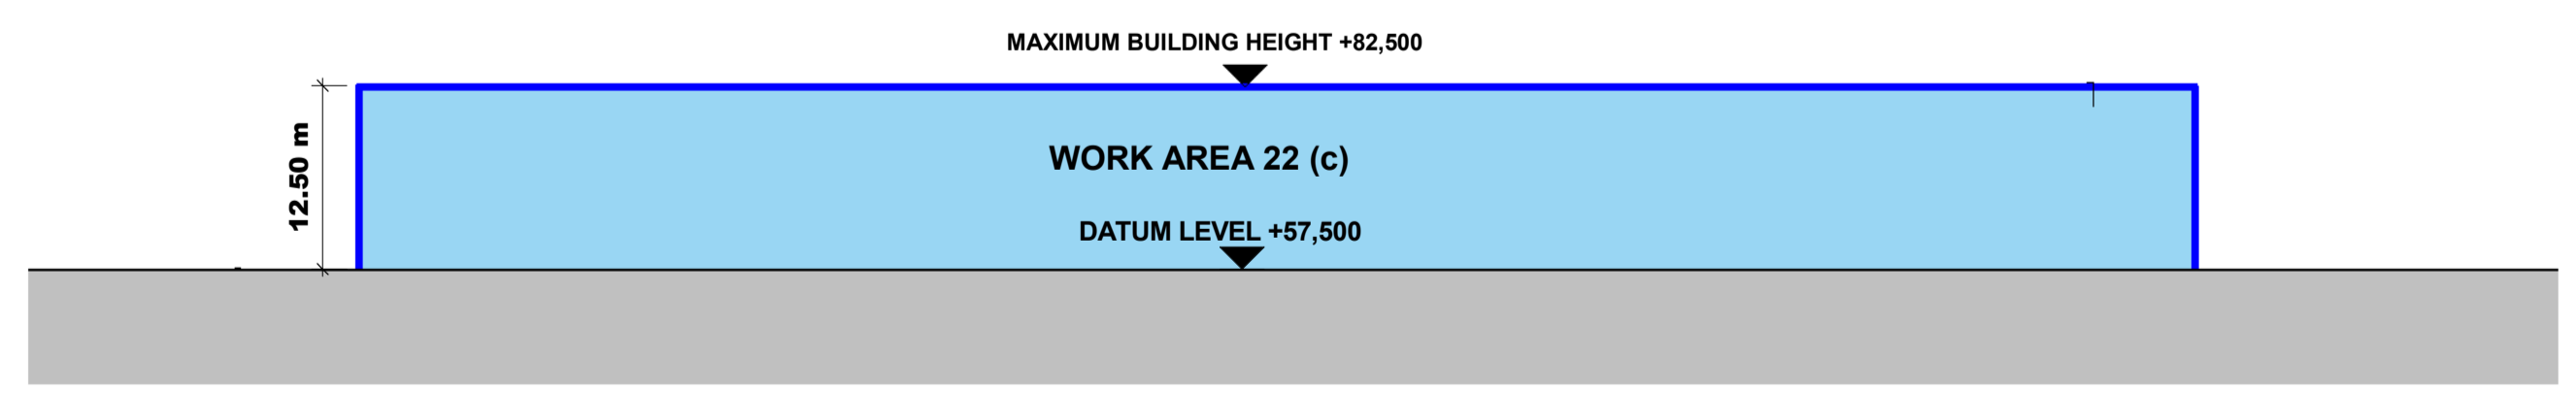 MAXIMUM BUILDING HEIGHT +82,500
12.50 m
WORK AREA 22 (c)
DATUM LEVEL +57,500